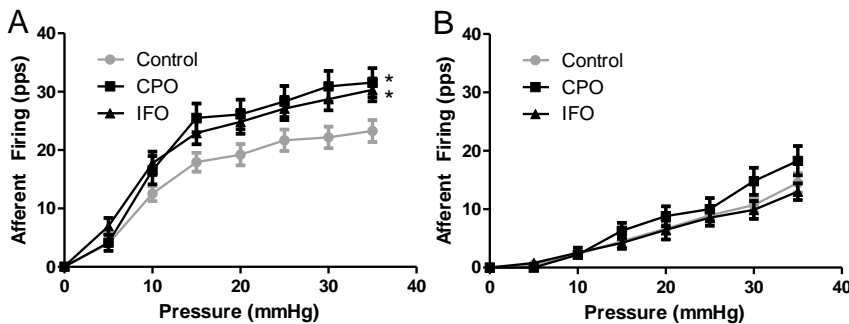 A
40
30
20
10
0
Afferent Firing (pps)
Control
CPO
IFO
*
*
0 10 20 30 40
Pressure (mmHg)
B
40
30
20
10
0
Afferent Firing (pps)
Control
CPO
IFO
0 10 20 30 40
Pressure (mmHg)